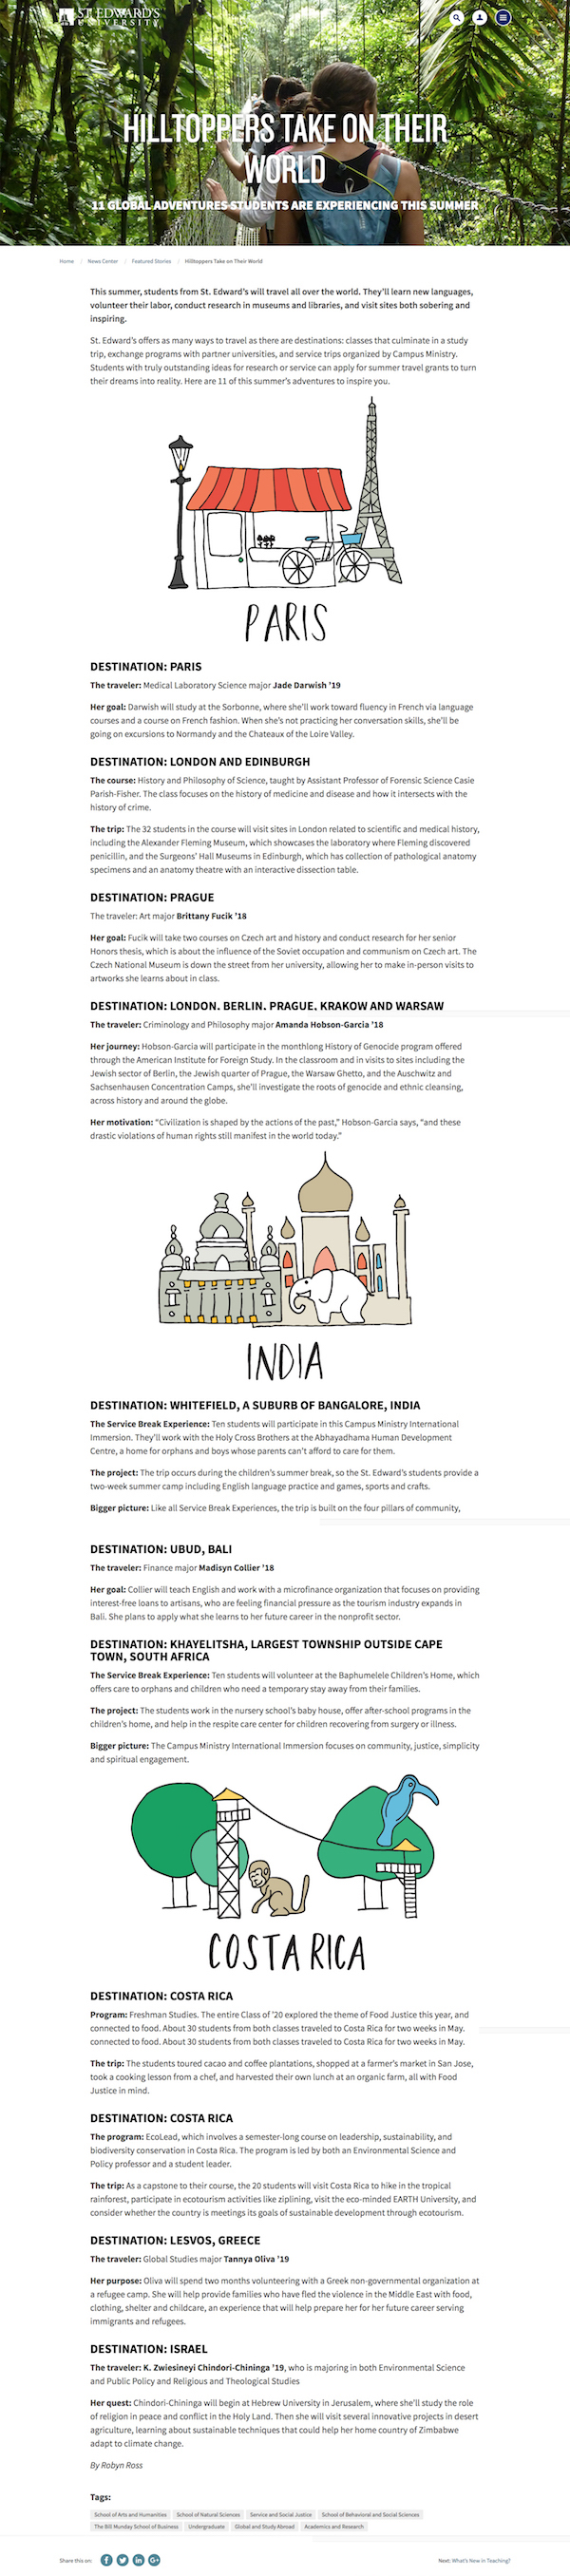 ST. EDWARD'S
UNIVERSITY
HILLTOPPERS TAKE ON THEIR
WORLD
11 GLOBAL ADVENTURES STUDENTS ARE EXPERIENCING THIS SUMMER
Home / News Center / Featured Stories / Hilltoppers Take on Their World
This summer, students from St. Edward's will travel all over the world. They'll learn new languages,
volunteer their labor, conduct research in museums and libraries, and visit sites both sobering and
inspiring.
St. Edward's offers as many ways to travel as there are destinations: classes that culminate in a study
trip, exchange programs with partner universities, and service trips organized by Campus Ministry.
Students with truly outstanding ideas for research or service can apply for summer travel grants to turn
their dreams into reality. Here are 11 of this summer's adventures to inspire you.
PARIS
DESTINATION: PARIS
The traveler: Medical Laboratory Science major Jade Darwish '19
Her goal: Darwish will study at the Sorbonne, where she'll work toward fluency in French via language
courses and a course on French fashion. When she's not practicing her conversation skills, she'll be
going on excursions to Normandy and the Chateaux of the Loire Valley.
DESTINATION: LONDON AND EDINBURGH
The course: History and Philosophy of Science, taught by Assistant Professor of Forensic Science Casie
Parish-Fisher. The class focuses on the history of medicine and disease and how it intersects with the
history of crime.
The trip: The 32 students in the course will visit sites in London related to scientific and medical history,
including the Alexander Fleming Museum, which showcases the laboratory where Fleming discovered
penicillin, and the Surgeons' Hall Museums in Edinburgh, which has collection of pathological anatomy
specimens and an anatomy theatre with an interactive dissection table.
DESTINATION: PRAGUE
The traveler: Art major Brittany Fucik '18
Her goal: Fucik will take two courses on Czech art and history and conduct research for her senior
Honors thesis, which is about the influence of the Soviet occupation and communism on Czech art. The
Czech National Museum is down the street from her university, allowing her to make in-person visits to
artworks she learns about in class.
DESTINATION: LONDON, BERLIN, PRAGUE, KRAKOW AND WARSAW
The traveler: Criminology and Philosophy major Amanda Hobson-Garcia '18
Her journey: Hobson-Garcia will participate in the monthlong History of Genocide program offered
through the American Institute for Foreign Study. In the classroom and in visits to sites including the
Jewish sector of Berlin, the Jewish quarter of Prague, the Warsaw Ghetto, and the Auschwitz and
Sachsenhausen Concentration Camps, she'll investigate the roots of genocide and ethnic cleansing,
across history and around the globe.
Her motivation: "Civilization is shaped by the actions of the past," Hobson-Garcia says, "and these
drastic violations of human rights still manifest in the world today."
INDIA
DESTINATION: WHITEFIELD, A SUBURB OF BANGALORE, INDIA
The Service Break Experience: Ten students will participate in this Campus Ministry International
Immersion. They'll work with the Holy Cross Brothers at the Abhayadhama Human Development
Centre, a home for orphans and boys whose parents can't afford to care for them.
The project: The trip occurs during the children's summer break, so the St. Edward's students provide a
two-week summer camp including English language practice and games, sports and crafts.
Bigger picture: Like all Service Break Experiences, the trip is built on the four pillars of community,
DESTINATION: UBUD, BALI
The traveler: Finance major Madisyn Collier '18
Her goal: Collier will teach English and work with a microfinance organization that focuses on providing
interest-free loans to artisans, who are feeling financial pressure as the tourism industry expands in
Bali. She plans to apply what she learns to her future career in the nonprofit sector.
DESTINATION: KHAYELITSHA, LARGEST TOWNSHIP OUTSIDE CAPE
TOWN, SOUTH AFRICA
The Service Break Experience: Ten students will volunteer at the Baphumelele Children's Home, which
offers care to orphans and children who need a temporary stay away from their families.
The project: The students work in the nursery school's baby house, offer after-school programs in the
children's home, and help in the respite care center for children recovering from surgery or illness.
Bigger picture: The Campus Ministry International Immersion focuses on community, justice, simplicity
and spiritual engagement.
COSTA RICA
DESTINATION: COSTA RICA
Program: Freshman Studies. The entire Class of '20 explored the theme of Food Justice this year, and
connected to food. About 30 students from both classes traveled to Costa Rica for two weeks in May.
connected to food. About 30 students from both classes traveled to Costa Rica for two weeks in May.
The trip: The students toured cacao and coffee plantations, shopped at a farmer's market in San Jose,
took a cooking lesson from a chef, and harvested their own lunch at an organic farm, all with Food
Justice in mind.
DESTINATION: COSTA RICA
The program: EcoLead, which involves a semester-long course on leadership, sustainability, and
biodiversity conservation in Costa Rica. The program is led by both an Environmental Science and
Policy professor and a student leader.
The trip: As a capstone to their course, the 20 students will visit Costa Rica to hike in the tropical
rainforest, participate in ecotourism activities like ziplining, visit the eco-minded EARTH University, and
consider whether the country is meetings its goals of sustainable development through ecotourism.
DESTINATION: LESVOS, GREECE
The traveler: Global Studies major Tannya Oliva '19
Her purpose: Oliva will spend two months volunteering with a Greek non-governmental organization at
a refugee camp. She will help provide families who have fled the violence in the Middle East with food,
clothing, shelter and childcare, an experience that will help prepare her for her future career serving
immigrants and refugees.
DESTINATION: ISRAEL
The traveler: K. Zwiesineyi Chindori-Chininga '19, who is majoring in both Environmental Science
and Public Policy and Religious and Theological Studies
Her quest: Chindori-Chininga will begin at Hebrew University in Jerusalem, where she'll study the role
of religion in peace and conflict in the Holy Land. Then she will visit several innovative projects in desert
agriculture, learning about sustainable techniques that could help her home country of Zimbabwe
adapt to climate change.
By Robyn Ross
Tags:
School of Arts and Humanities School of Natural Sciences Service and Social Justice School of Behavioral and Social Sciences
The Bill Munday School of Business Undergraduate Global and Study Abroad Academics and Research
Share this on: Next: What's New in Teaching?